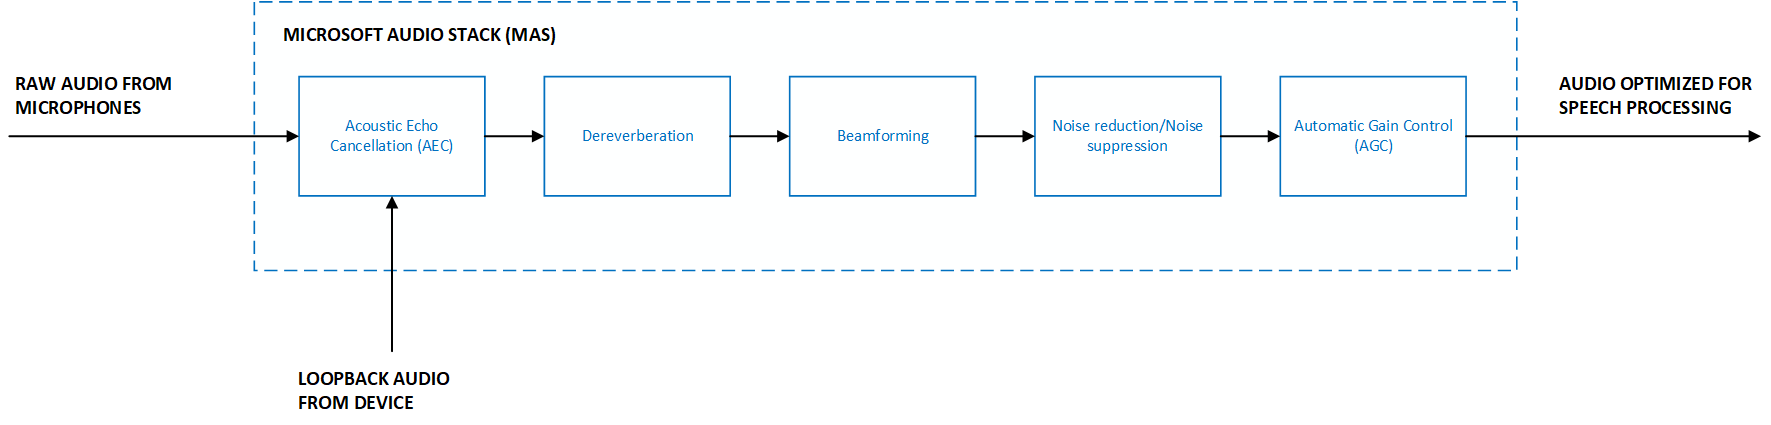 MICROSOFT AUDIO STACK (MAS)
RAW AUDIO FROM
MICROPHONES
Acoustic Echo
Cancellation (AEC)
Dereverberation
Beamforming
Noise reduction/Noise
suppression
Automatic Gain Control
(AGC)
AUDIO OPTIMIZED FOR
SPEECH PROCESSING
LOOPBACK AUDIO
FROM DEVICE